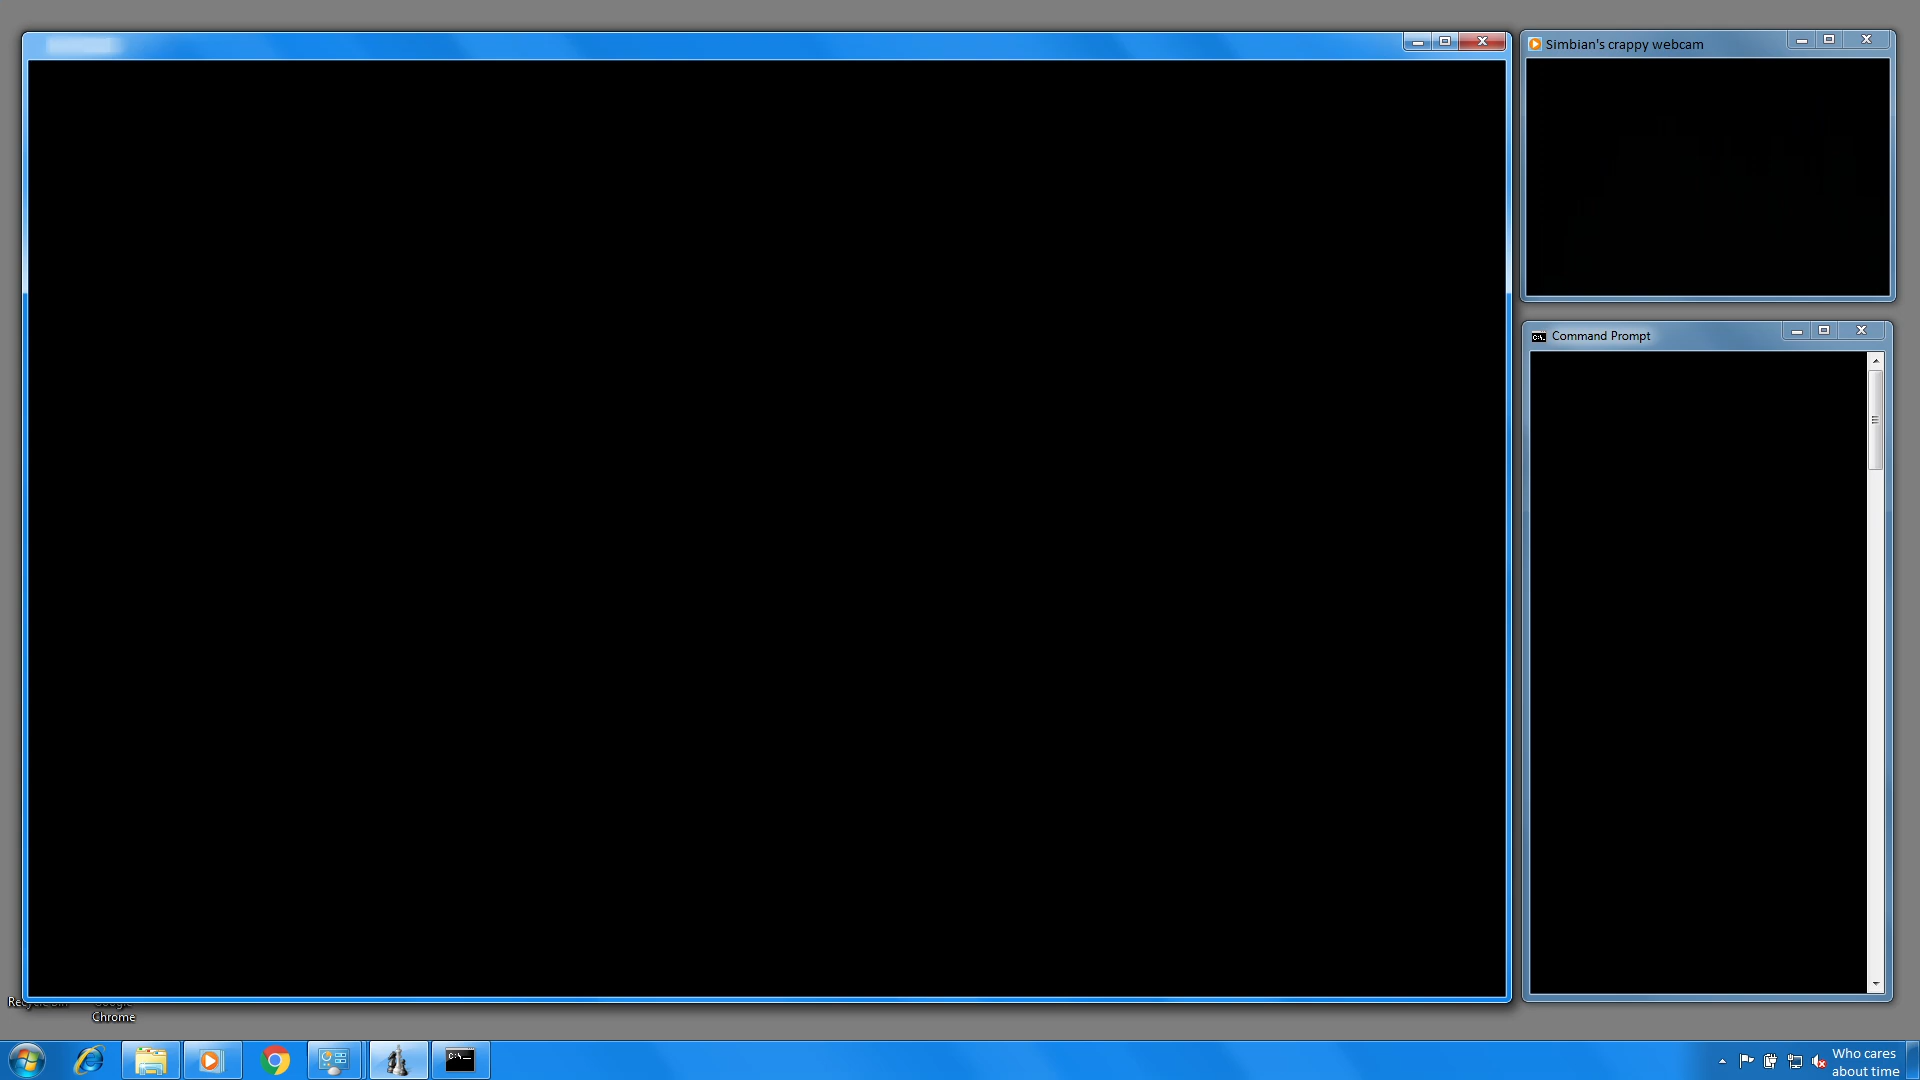 Simbian's crappy webcam
Command Prompt
Chrome
C:\._
Who cares
about time